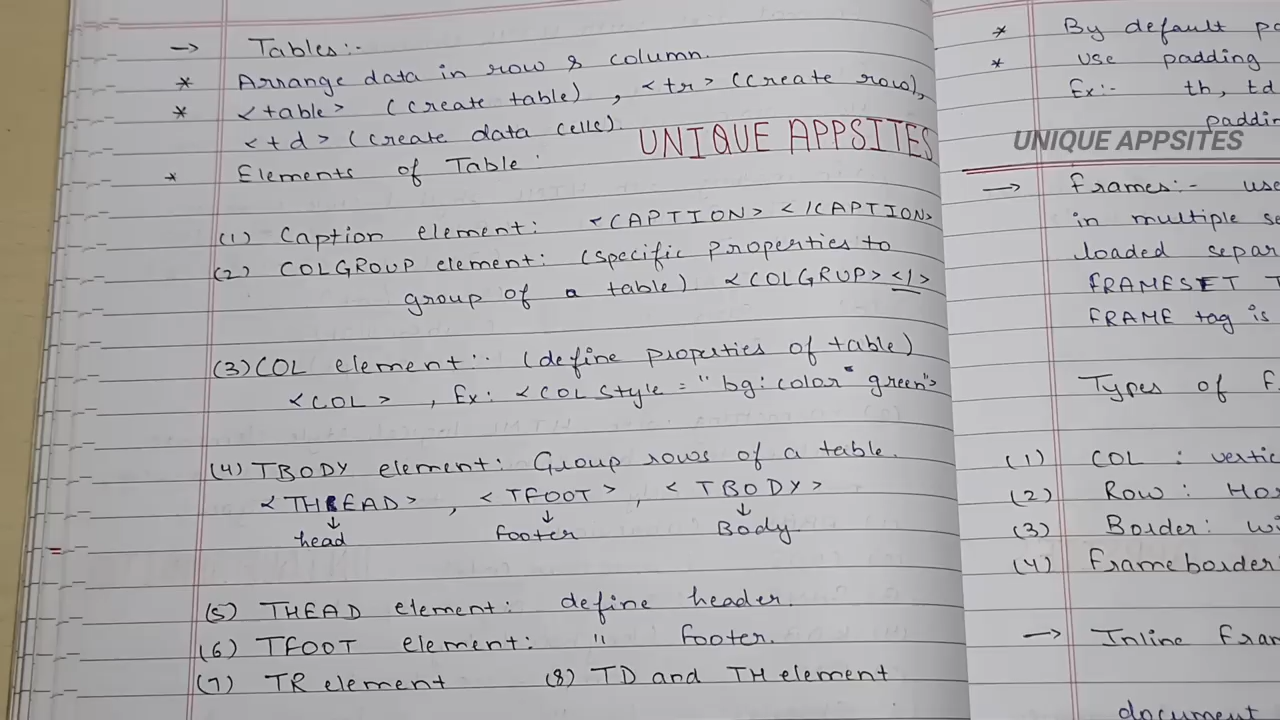 → Tables:-
* Arrange data in row & column.
* <table> (create table), <tr> (create row),
<td> (create data cells).
UNIQUE APPSITES
* Elements of Table:
(1) Caption element: <CAPTION> </CAPTION>
(2) COLGROUP element: (specific properties to
group of a table) <COLGRUP> </>
(3) COL element: (define properties of table)
<COL>, Ex: <COL Style = "bg:color" green">
(4) TBODY element: Group rows of a table.
<THEAD>, <TFOOT>, <TBODY>
↓ ↓ ↓
head footer Body
(5) THEAD element: define header.
(6) TFOOT element: " footer.
(7) TR element (8) TD and TH element
* By default
* use padding
Ex:- th, td
UNIQUE APPSITES
→ Frames:- use
in multiple
loaded
FRAMESET
FRAME tag is
Types of
(1) COL:
(2) Row:
(3) Border:
(4) Frameborder
→ Inline
document